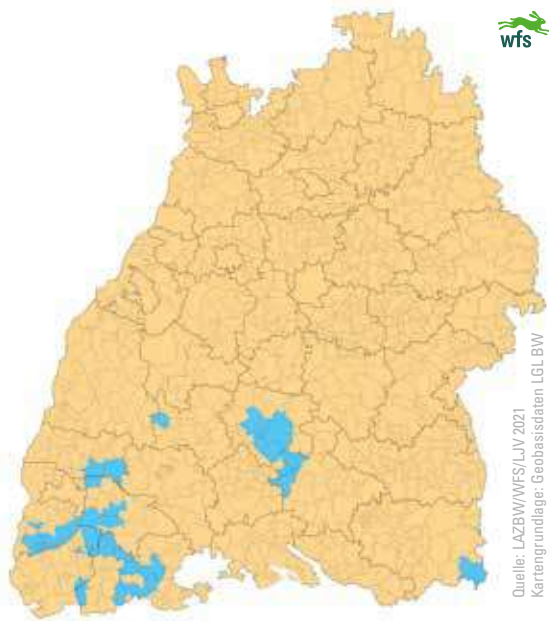 wfs
Quelle: LAZBW/WFS/LJV 2021
Kartengrundlage: Geobasisdaten LGL BW